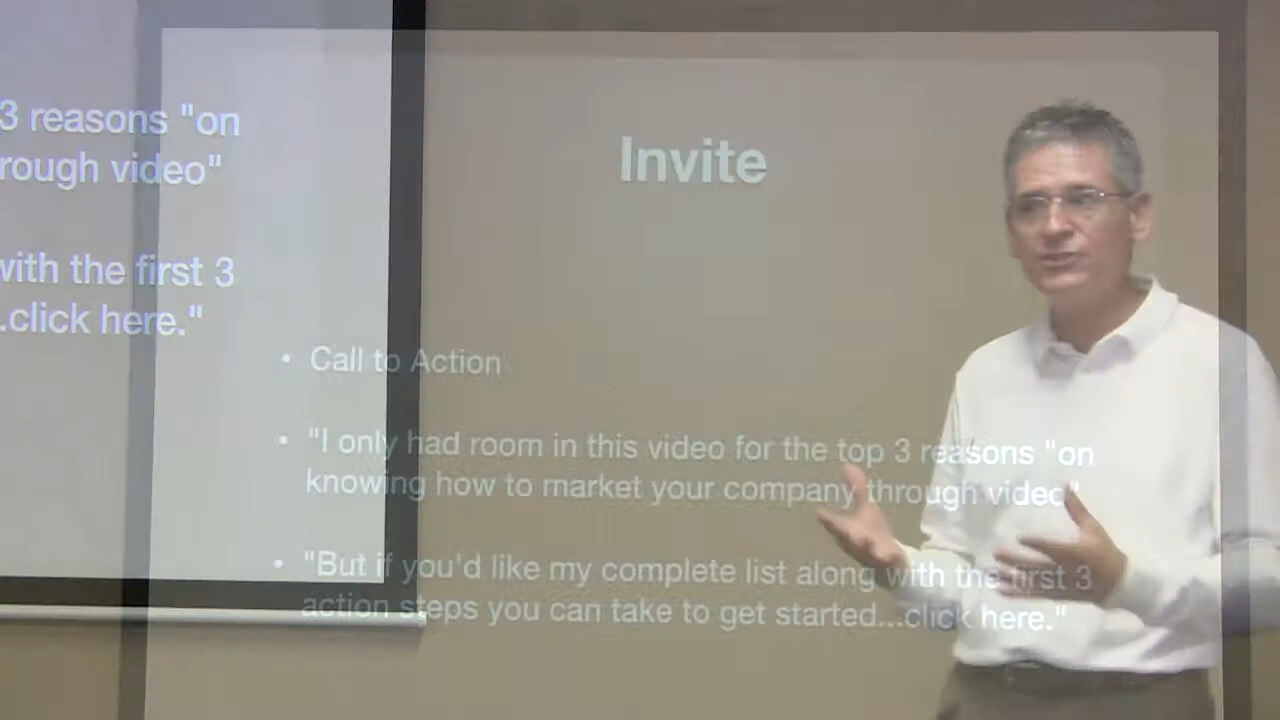 3 reasons "on
rough video"
with the first 3
.click here."
Invite
• Call to Action
• "I only had room in this video for the top 3 reasons "on
knowing how to market your company through video"
• "But if you'd like my complete list along with the first 3
action steps you can take to get started...click here."